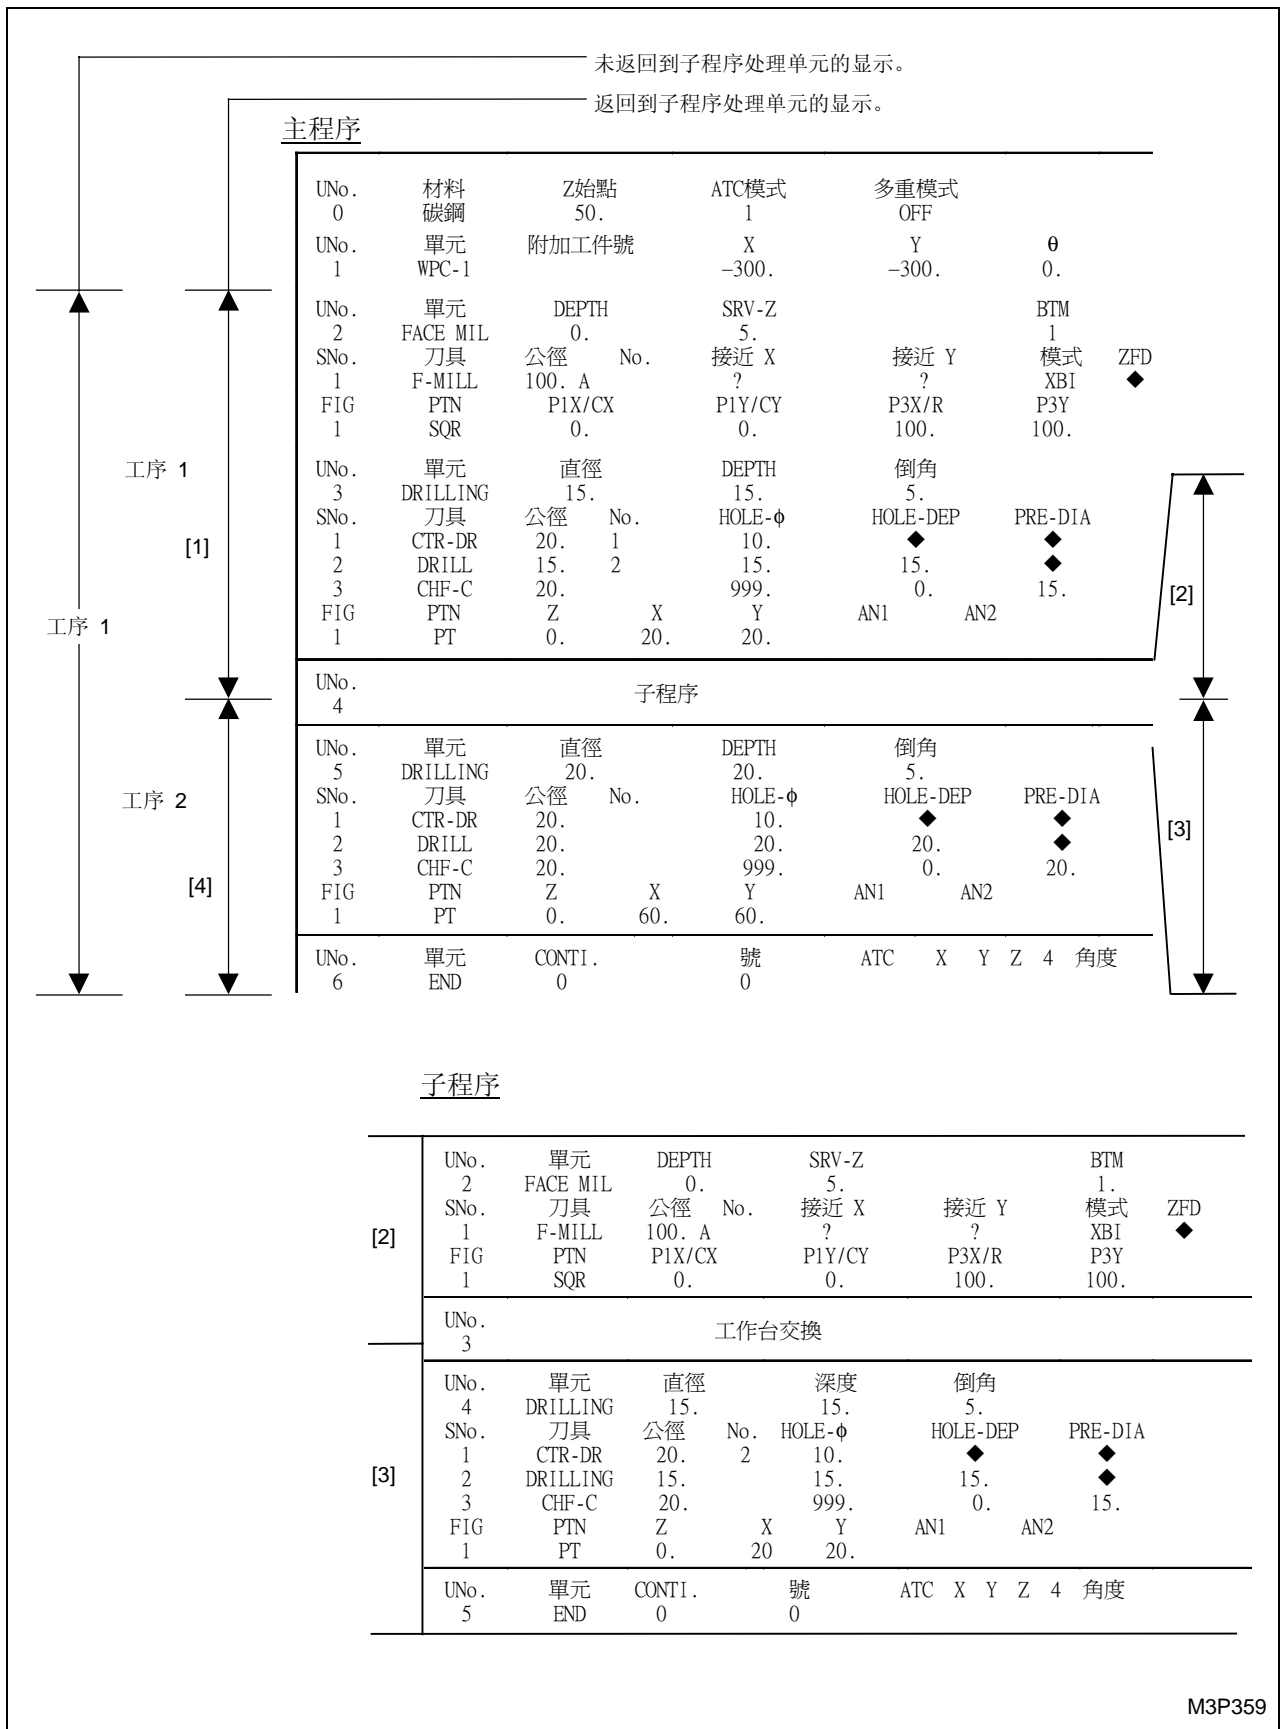 未返回到子程序处理单元的显示。
返回到子程序处理单元的显示。
主程序
UNo. 材料 Z始點 ATC模式 多重模式
0 碳鋼 50. 1 OFF
UNo. 單元 附加工件號 X Y θ
1 WPC-1 −300. −300. 0.
UNo. 單元 DEPTH SRV-Z BTM
2 FACE MIL 0. 5. 1
SNo. 刀具 公徑 No. 接近 X 接近 Y 模式 ZFD
1 F-MILL 100. A ? ? XBI ◆
FIG PTN P1X/CX P1Y/CY P3X/R P3Y
1 SQR 0. 0. 100. 100.
工序 1
UNo. 單元 直徑 DEPTH 倒角
3 DRILLING 15. 15. 5.
SNo. 刀具 公徑 No. HOLE-ϕ HOLE-DEP PRE-DIA
1 CTR-DR 20. 1 10. ◆ ◆
[1]
2 DRILL 15. 2 15. 15. ◆
3 CHF-C 20. 999. 0. 15.
[2]
FIG PTN Z X Y AN1 AN2
工序 1
1 PT 0. 20. 20.
UNo. 子程序
4
UNo. 單元 直徑 DEPTH 倒角
5 DRILLING 20. 20. 5.
工序 2
SNo. 刀具 公徑 No. HOLE-ϕ HOLE-DEP PRE-DIA
1 CTR-DR 20. 10. ◆ ◆
[3]
2 DRILL 20. 20. 20. ◆
3 CHF-C 20. 999. 0. 20.
[4]
FIG PTN Z X Y AN1 AN2
1 PT 0. 60. 60.
UNo. 單元 CONTI. 號 ATC X Y Z 4 角度
6 END 0 0
子程序
UNo. 單元 DEPTH SRV-Z BTM
2 FACE MIL 0. 5. 1.
SNo. 刀具 公徑 No. 接近 X 接近 Y 模式 ZFD
[2]
1 F-MILL 100. A ? ? XBI ◆
FIG PTN P1X/CX P1Y/CY P3X/R P3Y
1 SQR 0. 0. 100. 100.
UNo. 工作台交換
3
UNo. 單元 直徑 深度 倒角
4 DRILLING 15. 15. 5.
SNo. 刀具 公徑 No. HOLE-ϕ HOLE-DEP PRE-DIA
1 CTR-DR 20. 2 10. ◆ ◆
[3]
2 DRILLING 15. 15. 15. ◆
3 CHF-C 20. 999. 0. 15.
FIG PTN Z X Y AN1 AN2
1 PT 0. 20 20.
UNo. 單元 CONTI. 號 ATC X Y Z 4 角度
5 END 0 0
M3P359